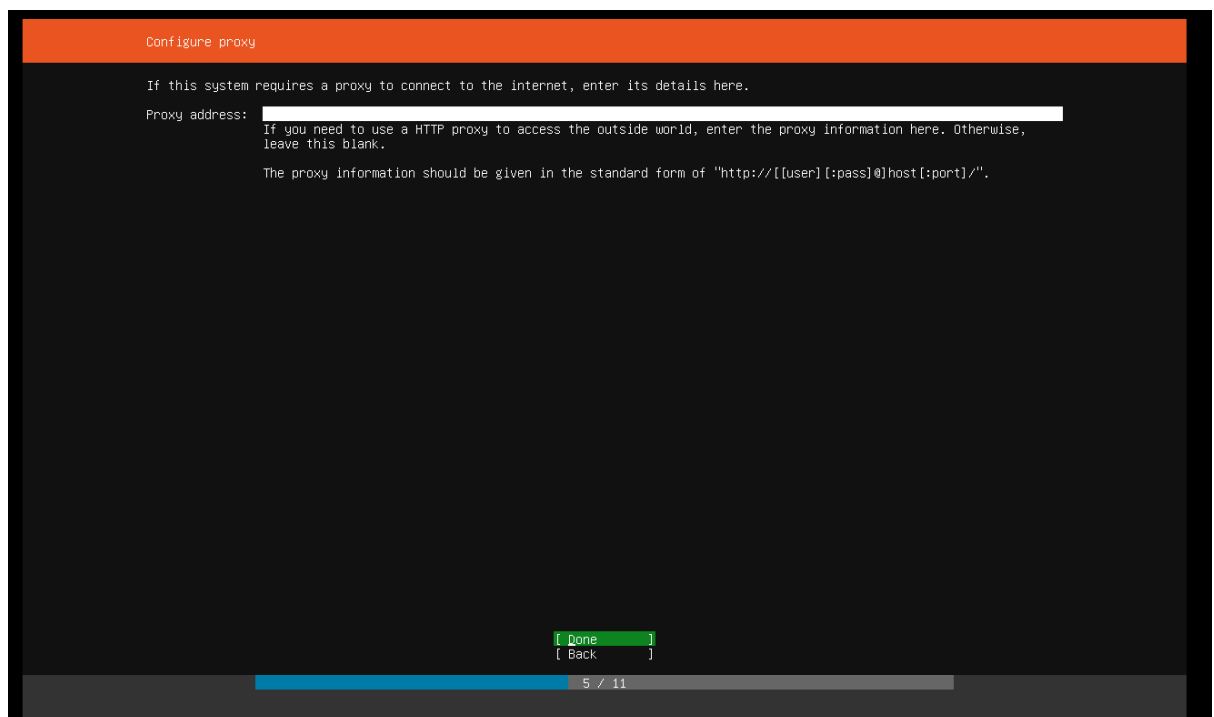 Configure proxy
If this system requires a proxy to connect to the internet, enter its details here.
Proxy address:
If you need to use a HTTP proxy to access the outside world, enter the proxy information here. Otherwise,
leave this blank.
The proxy information should be given in the standard form of "http://[[user][:pass]@]host[:port]/".
[ Done ]
[ Back ]
5 / 11